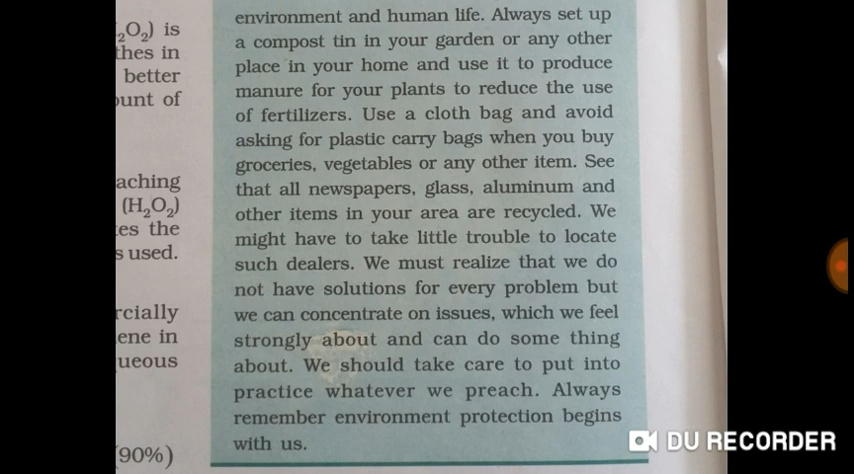 ₂O₂) is
thes in
better
ount of
aching
(H₂O₂)
tes the
s used.
rcially
ene in
ueous
(90%)
environment and human life. Always set up
a compost tin in your garden or any other
place in your home and use it to produce
manure for your plants to reduce the use
of fertilizers. Use a cloth bag and avoid
asking for plastic carry bags when you buy
groceries, vegetables or any other item. See
that all newspapers, glass, aluminum and
other items in your area are recycled. We
might have to take little trouble to locate
such dealers. We must realize that we do
not have solutions for every problem but
we can concentrate on issues, which we feel
strongly about and can do some thing
about. We should take care to put into
practice whatever we preach. Always
remember environment protection begins
with us.
DU RECORDER